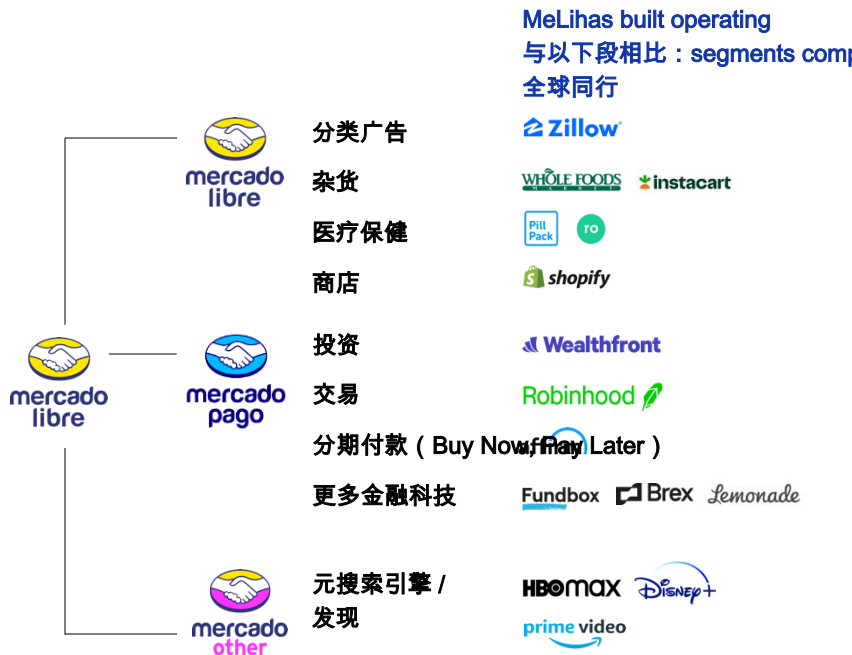 MeLihas built operating
与以下段相比：segments comp
全球同行
分类广告
Zillow
mercado
libre
杂货
WHOLE FOODS
MARKET
instacart
医疗保健
Pill
Pack
ro
商店
shopify
mercado
libre
投资
Wealthfront
mercado
pago
交易
Robinhood
分期付款（Buy Now, Pay Later）
affirm
更多金融科技
Fundbox
Brex
Lemonade
mercado
other
元搜索引擎 /
发现
HBOMAX
Disney+
prime video